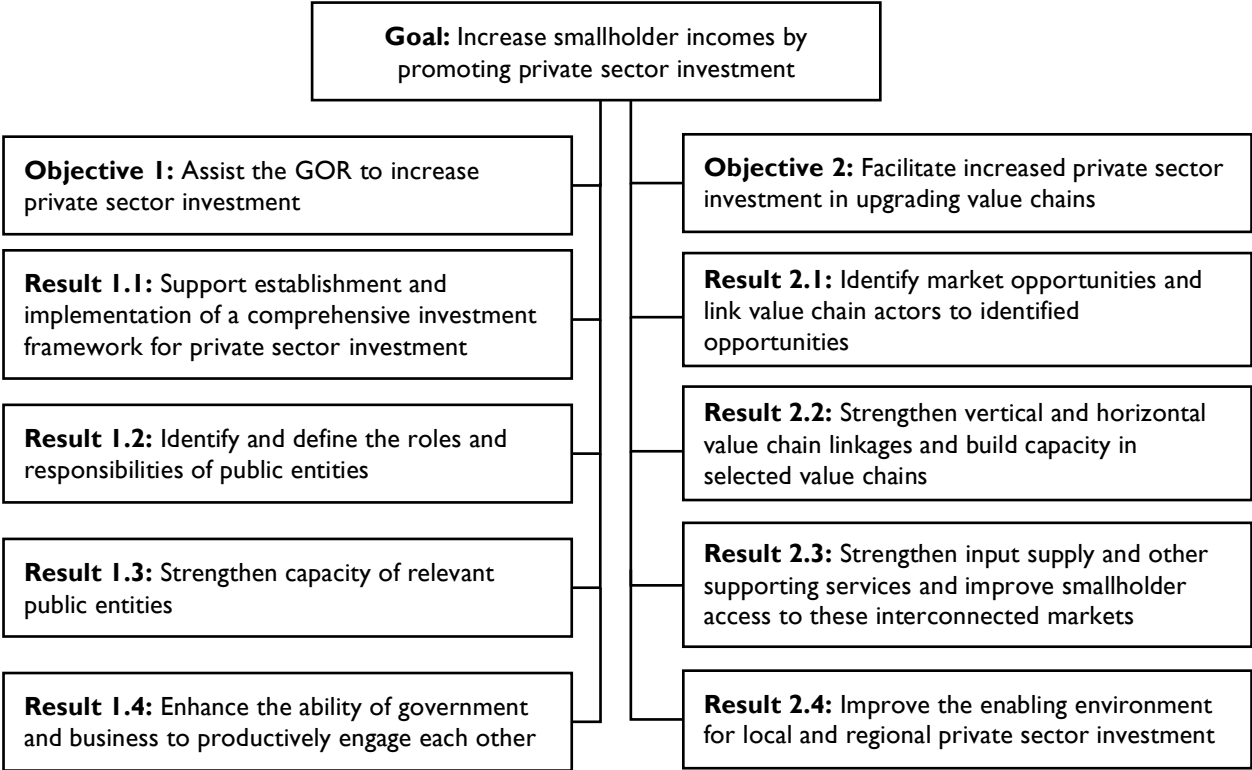 Goal: Increase smallholder incomes by
promoting private sector investment
Objective 1: Assist the GOR to increase
private sector investment
Result 1.1: Support establishment and
implementation of a comprehensive investment
framework for private sector investment
Result 1.2: Identify and define the roles and
responsibilities of public entities
Result 1.3: Strengthen capacity of relevant
public entities
Result 1.4: Enhance the ability of government
and business to productively engage each other
Objective 2: Facilitate increased private sector
investment in upgrading value chains
Result 2.1: Identify market opportunities and
link value chain actors to identified
opportunities
Result 2.2: Strengthen vertical and horizontal
value chain linkages and build capacity in
selected value chains
Result 2.3: Strengthen input supply and other
supporting services and improve smallholder
access to these interconnected markets
Result 2.4: Improve the enabling environment
for local and regional private sector investment